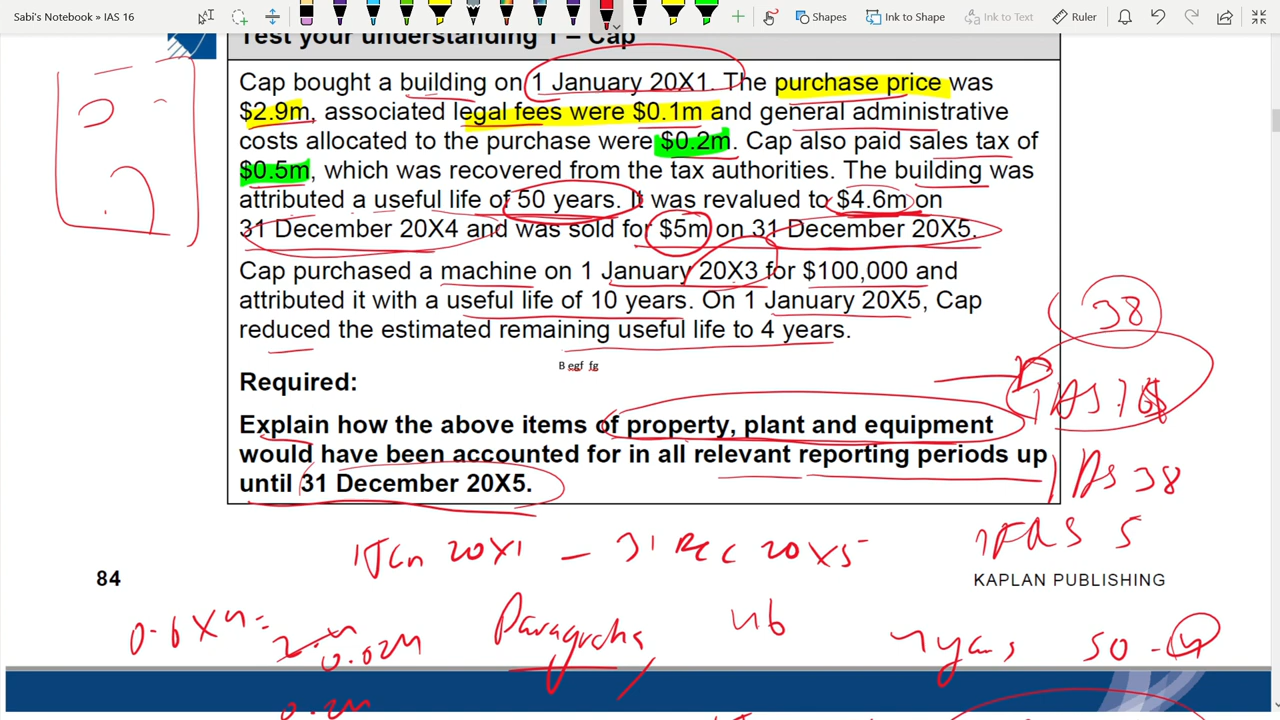 Sabi's Notebook » IAS 16
Shapes
Ink to Shape
Ink to Text
Ruler
Test your understanding 1 – Cap
Cap bought a building on 1 January 20X1. The purchase price was
$2.9m, associated legal fees were $0.1m and general administrative
costs allocated to the purchase were $0.2m. Cap also paid sales tax of
$0.5m, which was recovered from the tax authorities. The building was
attributed a useful life of 50 years. It was revalued to $4.6m on
31 December 20X4 and was sold for $5m on 31 December 20X5.
Cap purchased a machine on 1 January 20X3 for $100,000 and
attributed it with a useful life of 10 years. On 1 January 20X5, Cap
reduced the estimated remaining useful life to 4 years.
38
B egf fg
Required:
Explain how the above items of property, plant and equipment
would have been accounted for in all relevant reporting periods up
until 31 December 20X5.
IAS 16
IAS 38
IFRS 5
1 Jan 20X1 – 31 Dec 20X5
84
KAPLAN PUBLISHING
Paragraphs
46
4 years 50 - 4
0.2m